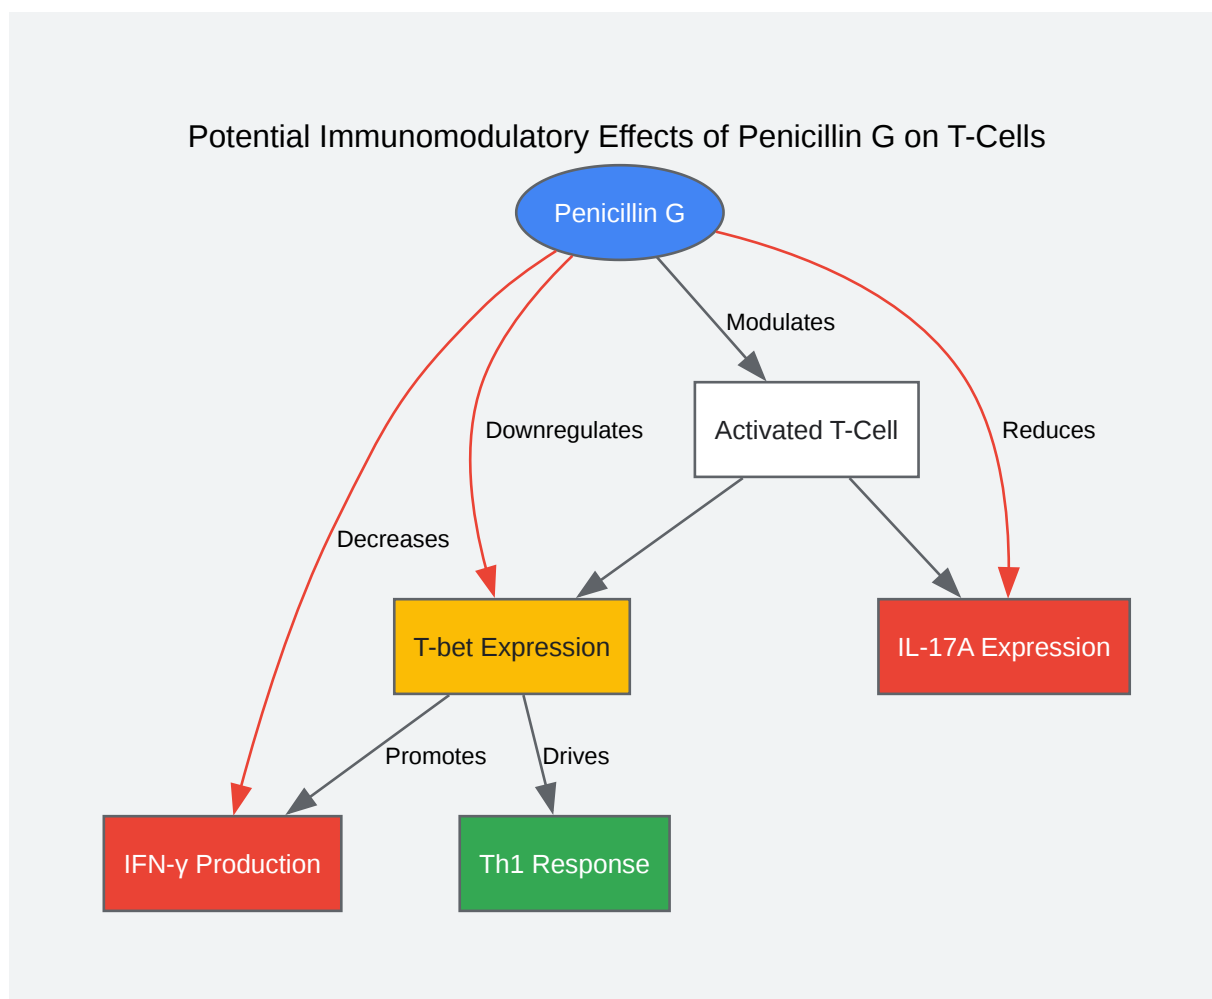 Potential Immunomodulatory Effects of Penicillin G on T-Cells
Penicillin G
Modulates
Activated T-Cell
Downregulates
Reduces
Decreases
T-bet Expression
IL-17A Expression
Promotes
Drives
IFN-γ Production
Th1 Response